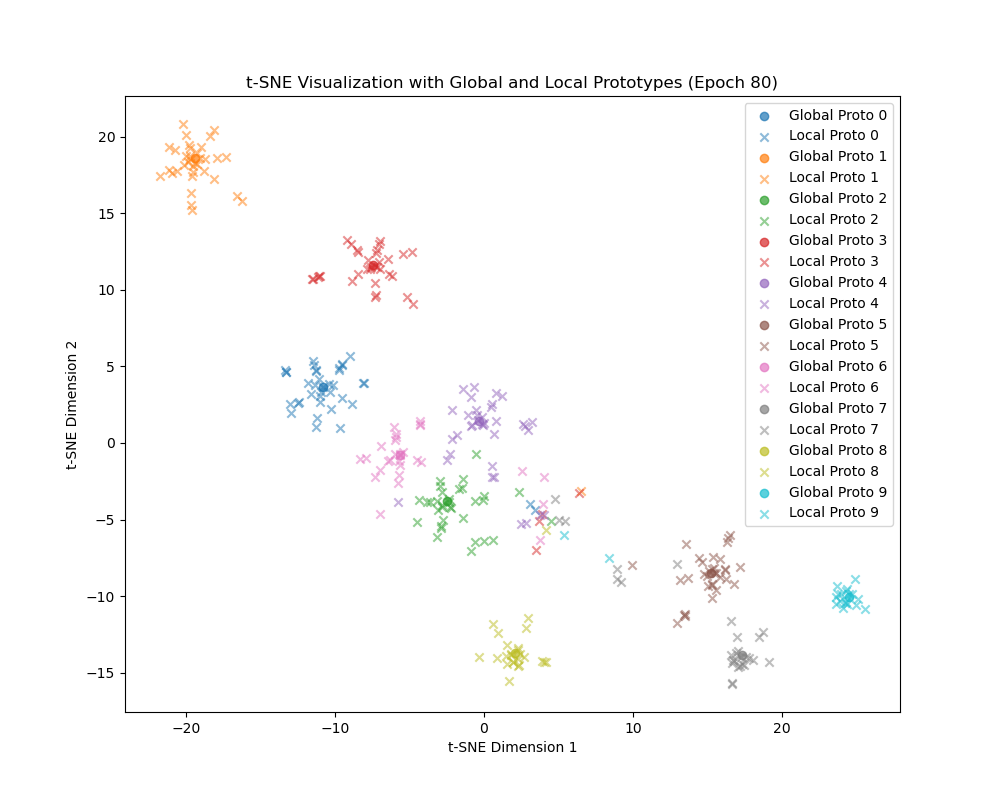 t-SNE Visualization with Global and Local Prototypes (Epoch 80)
Global Proto 0
Local Proto 0
Global Proto 1
Local Proto 1
Global Proto 2
Local Proto 2
Global Proto 3
Local Proto 3
Global Proto 4
Local Proto 4
Global Proto 5
Local Proto 5
Global Proto 6
Local Proto 6
Global Proto 7
Local Proto 7
Global Proto 8
Local Proto 8
Global Proto 9
Local Proto 9
t-SNE Dimension 2
20
15
10
5
0
−5
−10
−15
−20
−10
0
10
20
t-SNE Dimension 1